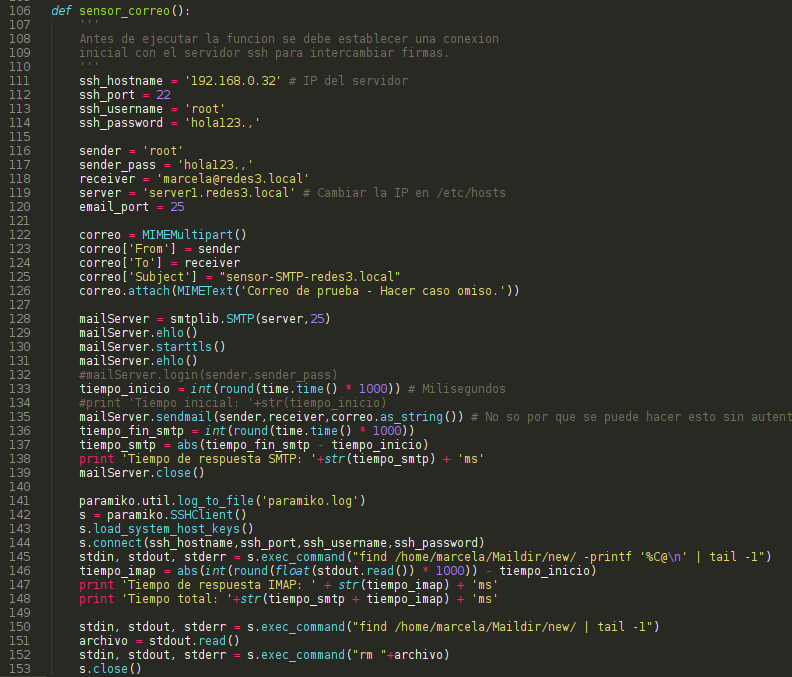 106 def sensor_correo():
107     '''
108     Antes de ejecutar la funcion se debe establecer una conexion
109     inicial con el servidor ssh para intercambiar firmas.
110     '''
111     ssh_hostname = '192.168.0.32' # IP del servidor
112     ssh_port = 22
113     ssh_username = 'root'
114     ssh_password = 'hola123.,'
115
116     sender = 'root'
117     sender_pass = 'hola123.,'
118     receiver = 'marcela@redes3.local'
119     server = 'server1.redes3.local' # Cambiar la IP en /etc/hosts
120     email_port = 25
121
122     correo = MIMEMultipart()
123     correo['From'] = sender
124     correo['To'] = receiver
125     correo['Subject'] = "sensor-SMTP-redes3.local"
126     correo.attach(MIMEText('Correo de prueba - Hacer caso omiso.'))
127
128     mailServer = smtplib.SMTP(server,25)
129     mailServer.ehlo()
130     mailServer.starttls()
131     mailServer.ehlo()
132     #mailServer.login(sender,sender_pass)
133     tiempo_inicio = int(round(time.time() * 1000)) # Milisegundos
134     #print 'Tiempo inicial: '+str(tiempo_inicio)
135     mailServer.sendmail(sender,receiver,correo.as_string()) # No so por que se puede hacer esto sin autent
136     tiempo_fin_smtp = int(round(time.time() * 1000))
137     tiempo_smtp = abs(tiempo_fin_smtp - tiempo_inicio)
138     print 'Tiempo de respuesta SMTP: '+str(tiempo_smtp) + 'ms'
139     mailServer.close()
140
141     paramiko.util.log_to_file('paramiko.log')
142     s = paramiko.SSHClient()
143     s.load_system_host_keys()
144     s.connect(ssh_hostname,ssh_port,ssh_username,ssh_password)
145     stdin, stdout, stderr = s.exec_command("find /home/marcela/Maildir/new/ -printf '%C@\n' | tail -1")
146     tiempo_imap = abs(int(round(float(stdout.read()) * 1000)) - tiempo_inicio)
147     print 'Tiempo de respuesta IMAP: ' + str(tiempo_imap) + 'ms'
148     print 'Tiempo total: '+str(tiempo_smtp + tiempo_imap) + 'ms'
149
150     stdin, stdout, stderr = s.exec_command("find /home/marcela/Maildir/new/ | tail -1")
151     archivo = stdout.read()
152     stdin, stdout, stderr = s.exec_command("rm "+archivo)
153     s.close()